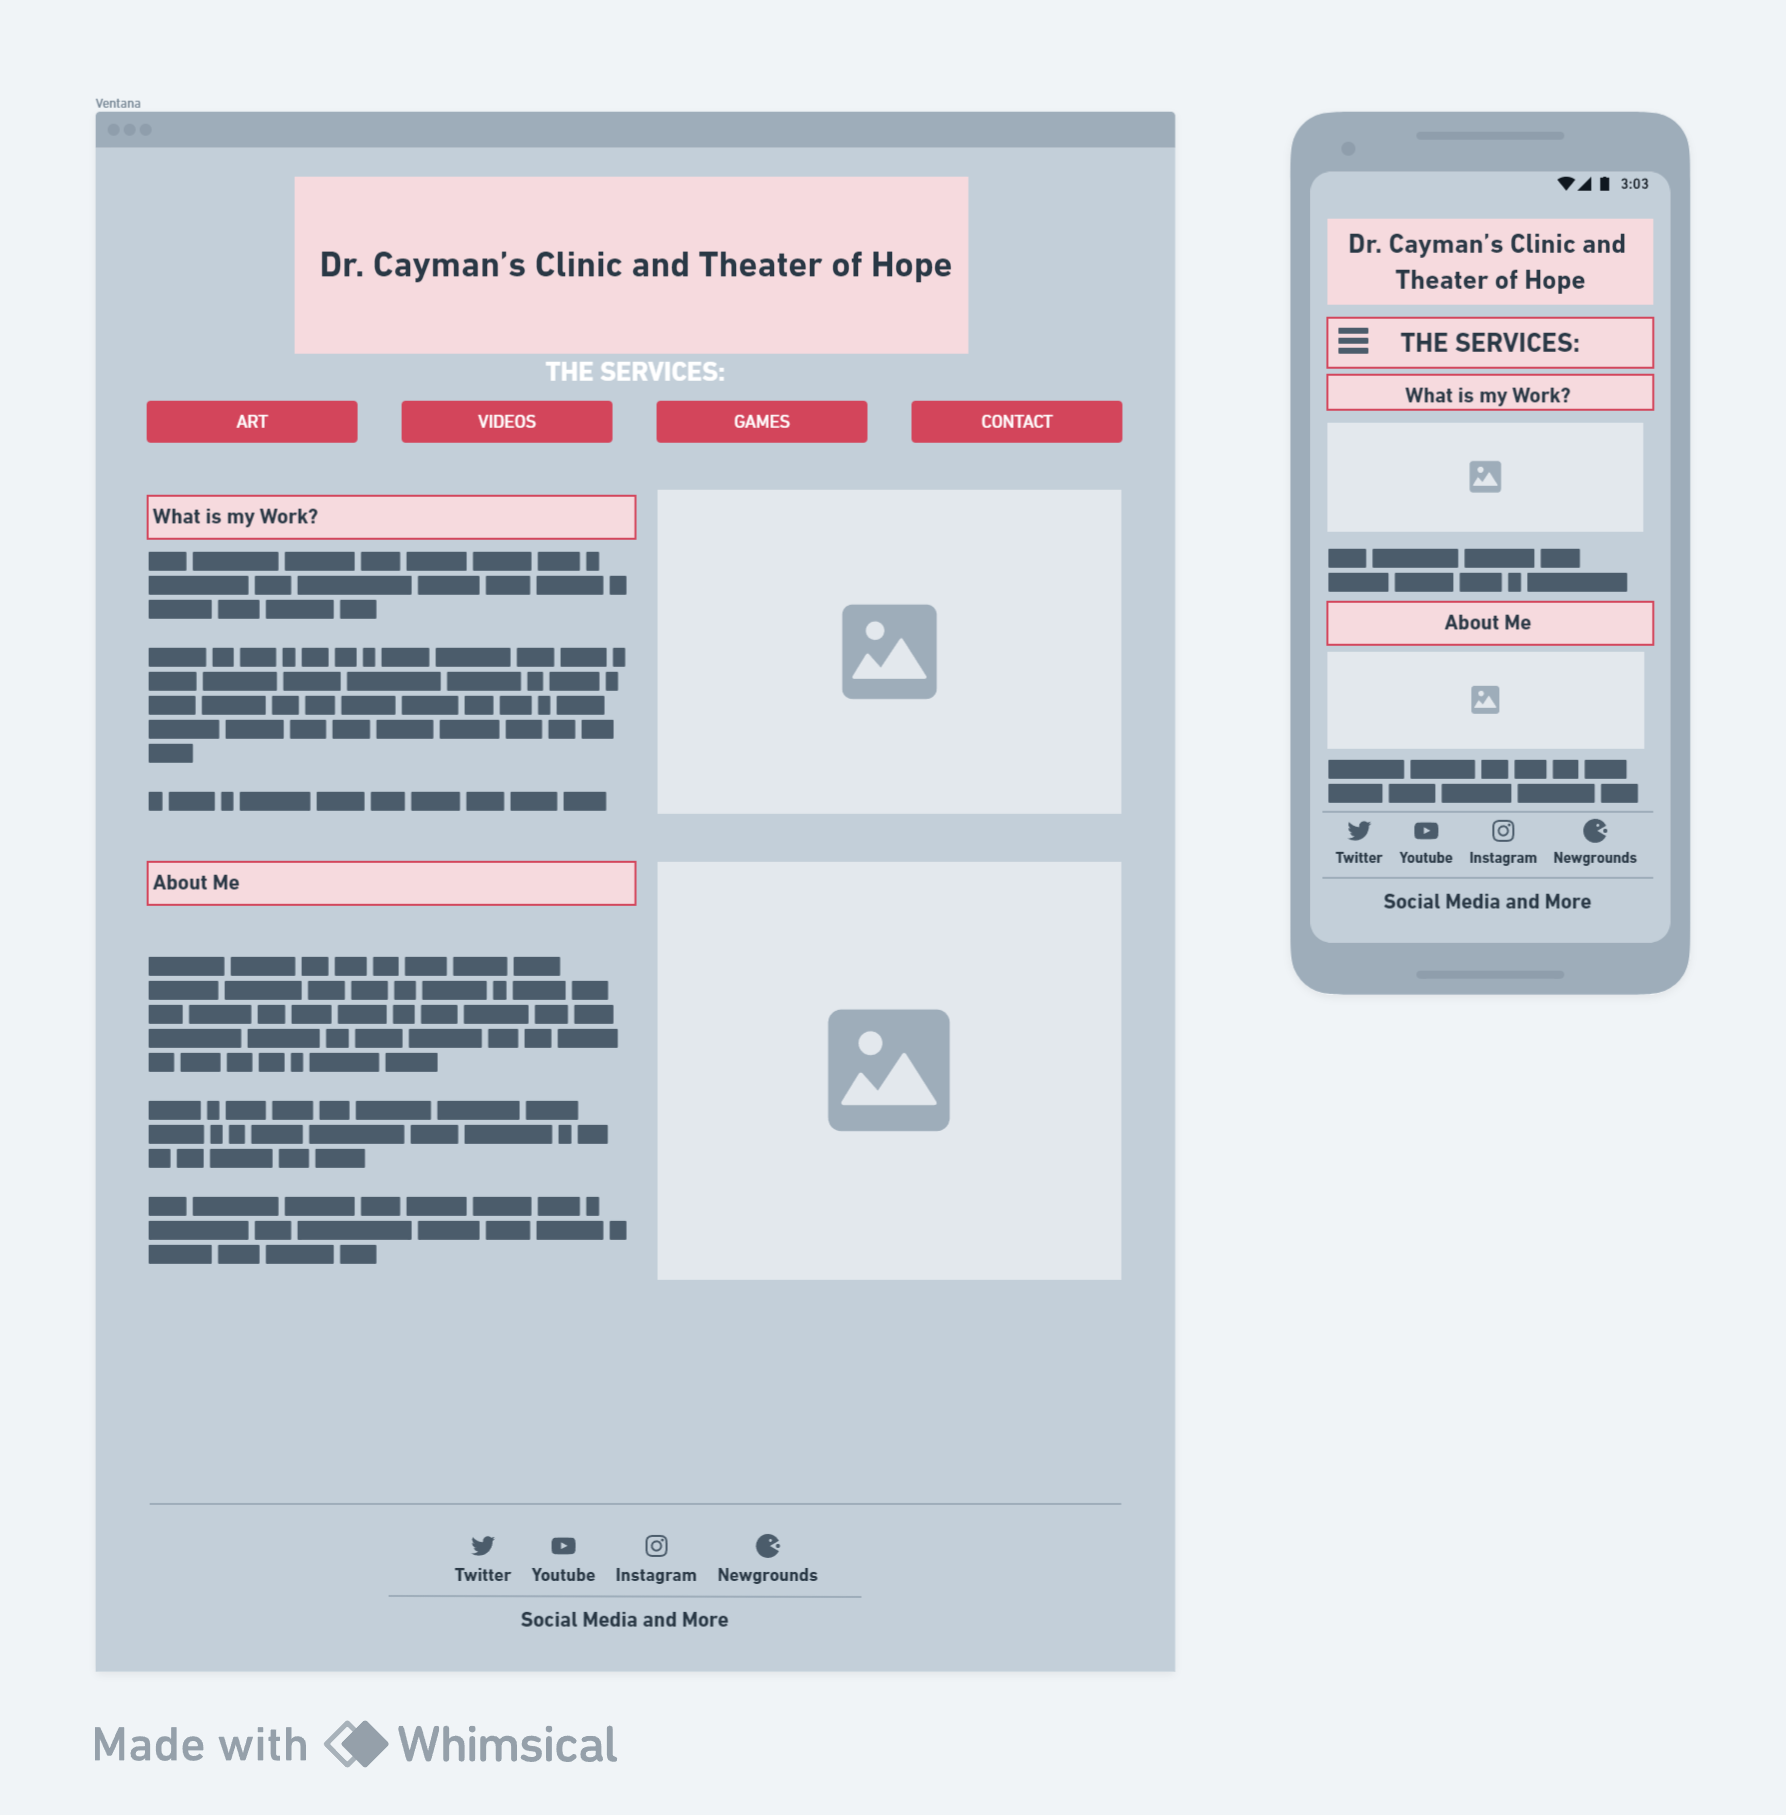 Ventana
Dr. Cayman’s Clinic and Theater of Hope
THE SERVICES:
ART
VIDEOS
GAMES
CONTACT
What is my Work?
About Me
Twitter
Youtube
Instagram
Newgrounds
Social Media and More
3:03
Dr. Cayman’s Clinic and
Theater of Hope
THE SERVICES:
What is my Work?
About Me
Twitter
Youtube
Instagram
Newgrounds
Social Media and More
Made with Whimsical